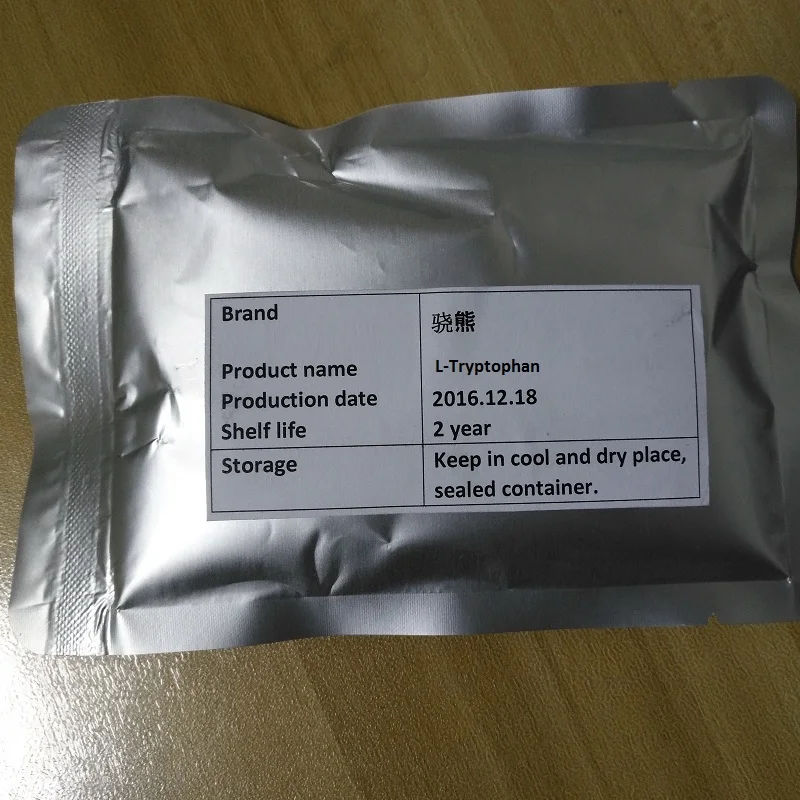 Brand 骁熊
Product name L-Tryptophan
Production date 2016.12.18
Shelf life 2 year
Storage Keep in cool and dry place,
sealed container.